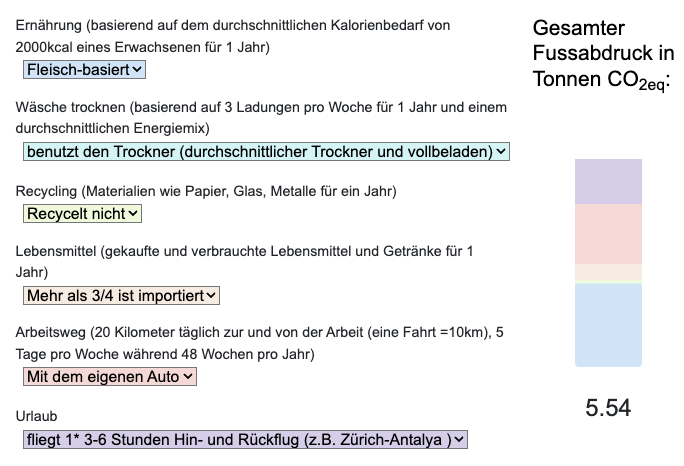 Ernährung (basierend auf dem durchschnittlichen Kalorienbedarf von
2000kcal eines Erwachsenen für 1 Jahr)
Fleisch-basiert
Wäsche trocknen (basierend auf 3 Ladungen pro Woche für 1 Jahr und einem
durchschnittlichen Energiemix)
benutzt den Trockner (durchschnittlicher Trockner und vollbeladen)
Recycling (Materialien wie Papier, Glas, Metalle für ein Jahr)
Recycelt nicht
Lebensmittel (gekaufte und verbrauchte Lebensmittel und Getränke für 1
Jahr)
Mehr als 3/4 ist importiert
Arbeitsweg (20 Kilometer täglich zur und von der Arbeit (eine Fahrt =10km), 5
Tage pro Woche während 48 Wochen pro Jahr)
Mit dem eigenen Auto
Urlaub
fliegt 1* 3-6 Stunden Hin- und Rückflug (z.B. Zürich-Antalya )
Gesamter
Fussabdruck in
Tonnen CO2eq:
5.54